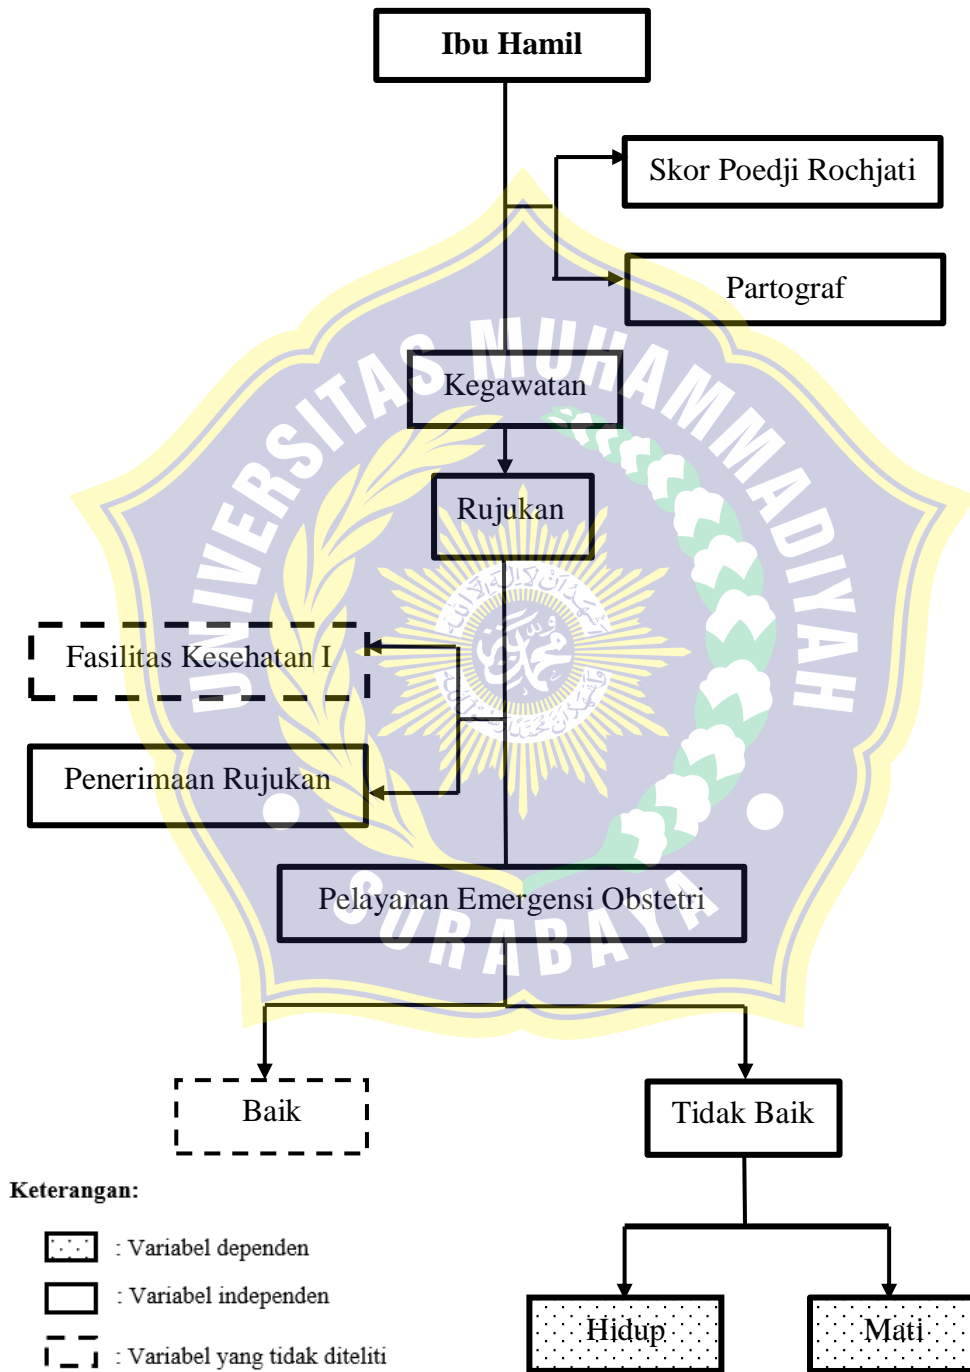 Ibu Hamil
Skor Poedji Rochjati
Partograf
Kegawatan
Rujukan
Fasilitas Kesehatan I
Penerimaan Rujukan
Pelayanan Emergensi Obstetri
Baik
Tidak Baik
Keterangan:
: Variabel dependen
: Variabel independen
: Variabel yang tidak diteliti
Hidup
Mati
UNIVERSITAS MUHAMMADIYAH
SURABAYA